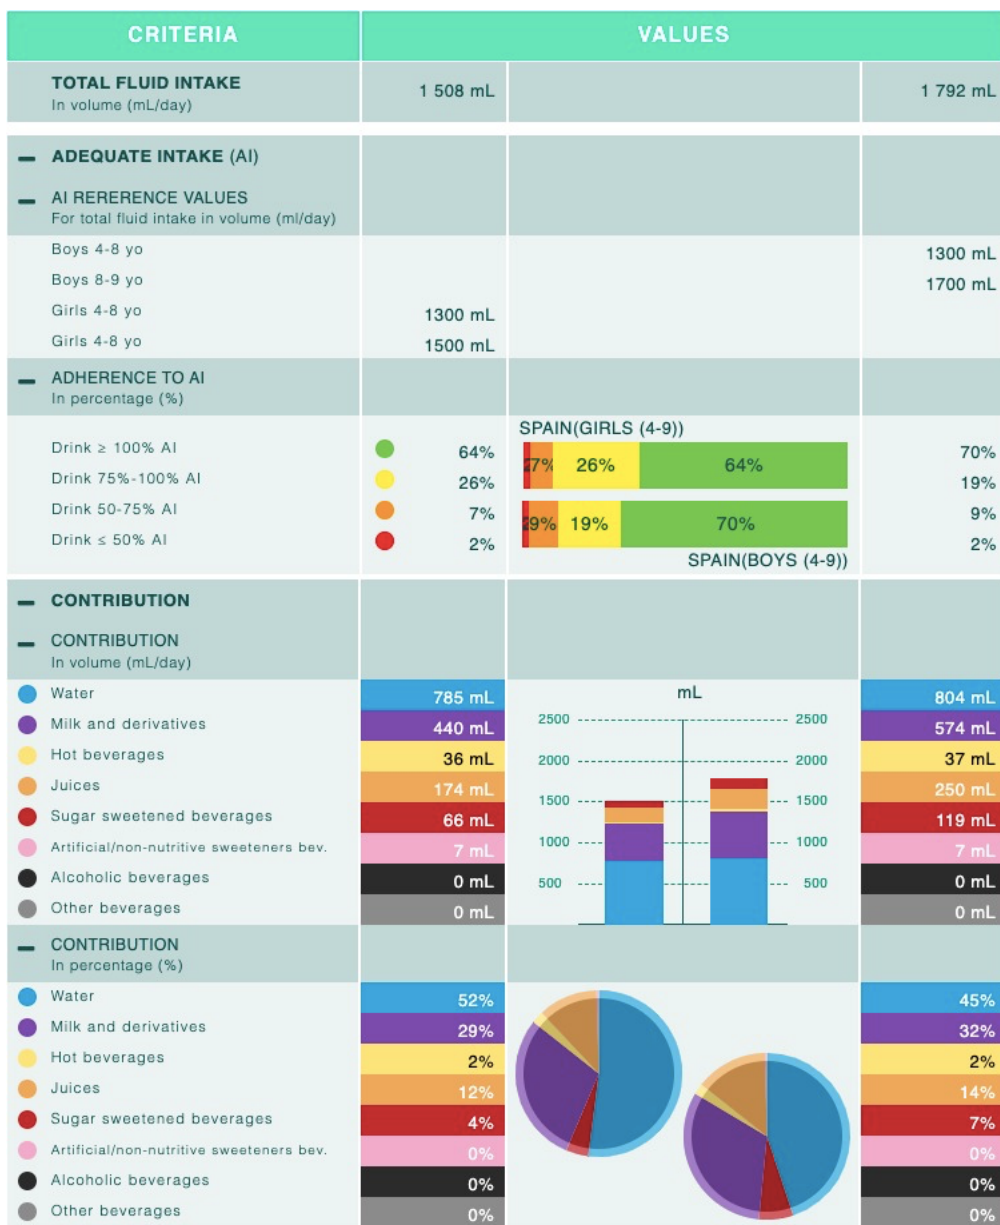 CRITERIA VALUES
TOTAL FLUID INTAKE
In volume (mL/day)
1 508 mL 1 792 mL
ADEQUATE INTAKE (AI)
AI RERERENCE VALUES
For total fluid intake in volume (ml/day)
Boys 4-8 yo 1300 mL
Boys 8-9 yo 1700 mL
Girls 4-8 yo 1300 mL
Girls 4-8 yo 1500 mL
ADHERENCE TO AI
In percentage (%)
SPAIN(GIRLS (4-9))
Drink ≥ 100% AI 64% 70%
Drink 75%-100% AI 26% 19%
Drink 50-75% AI 7% 9%
Drink ≤ 50% AI 2% 2%
7% 26% 64%
9% 19% 70%
SPAIN(BOYS (4-9))
CONTRIBUTION
CONTRIBUTION
In volume (mL/day)
Water 785 mL 804 mL
Milk and derivatives 440 mL 574 mL
Hot beverages 36 mL 37 mL
Juices 174 mL 250 mL
Sugar sweetened beverages 66 mL 119 mL
Artificial/non-nutritive sweeteners bev. 7 mL 7 mL
Alcoholic beverages 0 mL 0 mL
Other beverages 0 mL 0 mL
mL
2500 2500
2000 2000
1500 1500
1000 1000
500 500
CONTRIBUTION
In percentage (%)
Water 52% 45%
Milk and derivatives 29% 32%
Hot beverages 2% 2%
Juices 12% 14%
Sugar sweetened beverages 4% 7%
Artificial/non-nutritive sweeteners bev. 0% 0%
Alcoholic beverages 0% 0%
Other beverages 0% 0%